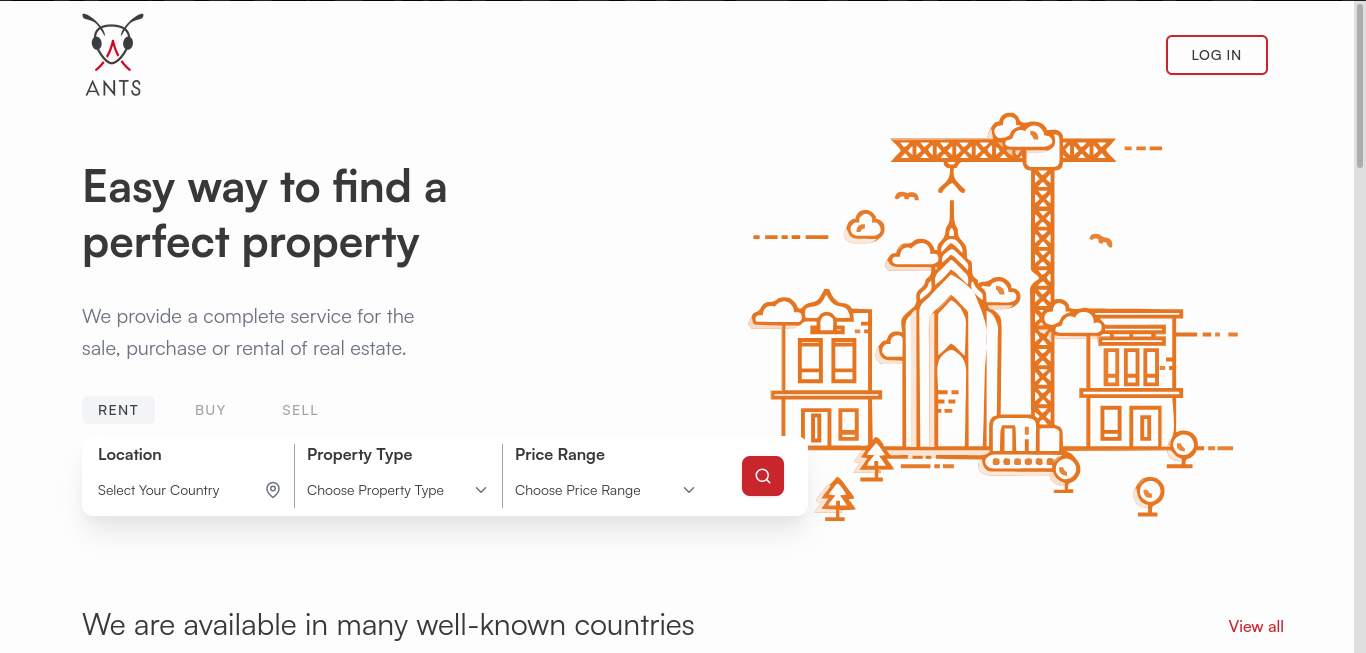 ANTS
LOG IN
Easy way to find a
perfect property
We provide a complete service for the
sale, purchase or rental of real estate.
RENT BUY SELL
Location Property Type Price Range
Select Your Country Choose Property Type Choose Price Range
We are available in many well-known countries View all